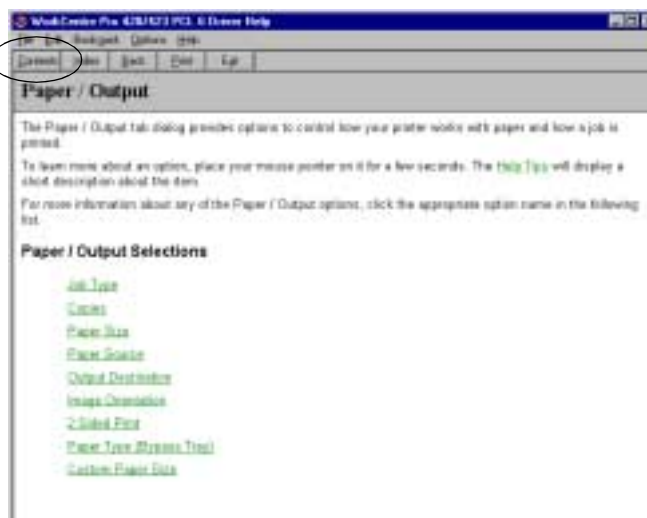 WorkCentre Pro 423/428 PCL 6 Driver Help
File Edit Bookmark Options Help
Contents Index Back Print Exit
Paper / Output
The Paper / Output tab dialog provides options to control how your printer works with paper and how a job is
printed.
To learn more about an option, place your mouse pointer on it for a few seconds. The Help Tips will display a
short description about the item.
For more information about any of the Paper / Output options, click the appropriate option name in the following
list.
Paper / Output Selections
Job Type
Copies
Paper Size
Paper Source
Output Destination
Image Orientation
2 Sided Print
Paper Type (Bypass Tray)
Custom Paper Size